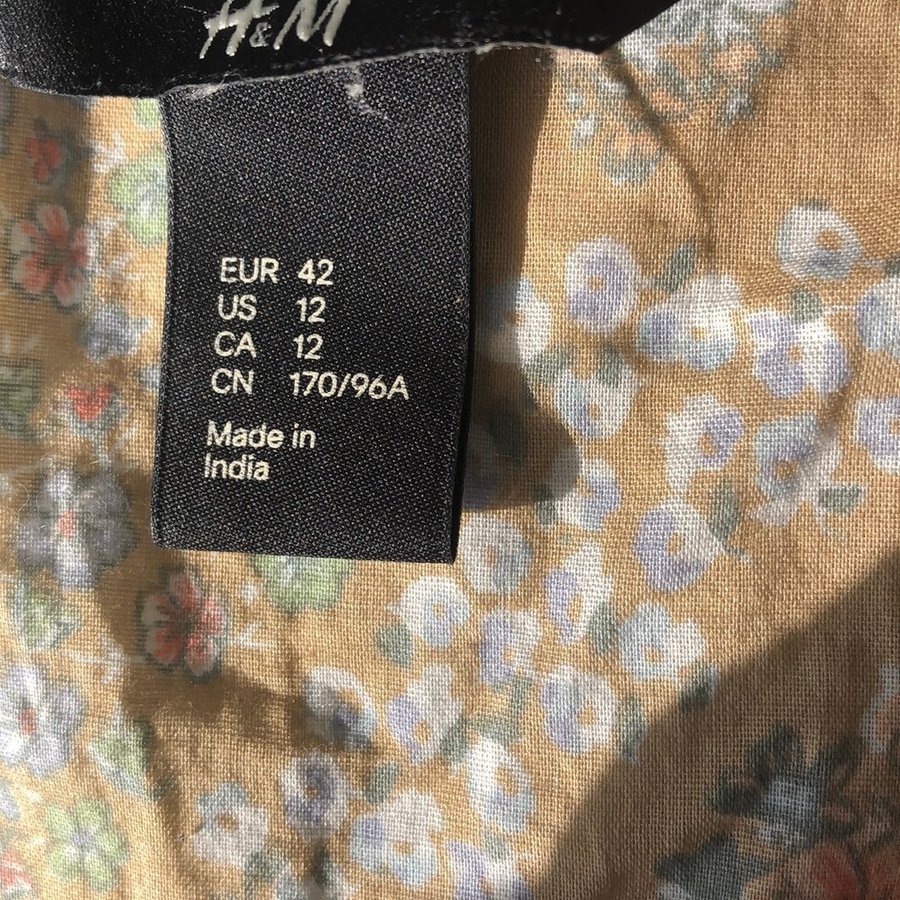 H&M
EUR 42
US 12
CA 12
CN 170/96A
Made in
India